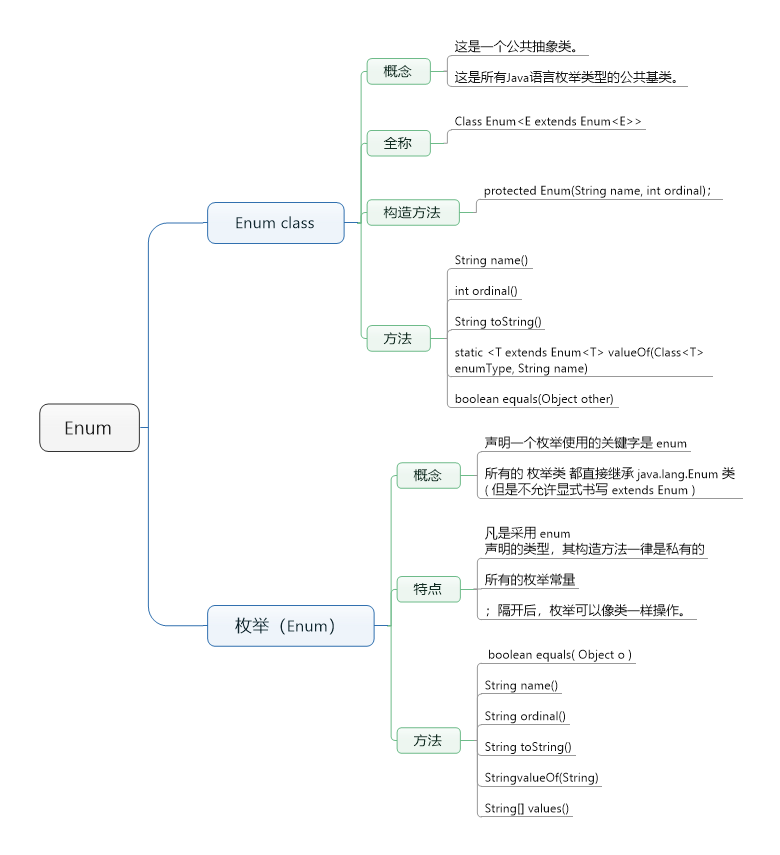 Enum
Enum class
概念
这是一个公共抽象类。
这是所有Java语言枚举类型的公共基类。
全称
Class Enum<E extends Enum<E>>
构造方法
protected Enum(String name, int ordinal)；
方法
String name()
int ordinal()
String toString()
static <T extends Enum<T> valueOf(Class<T>
enumType, String name)
boolean equals(Object other)
枚举（Enum）
概念
声明一个枚举使用的关键字是 enum
所有的 枚举类 都直接继承 java.lang.Enum 类
( 但是不允许显式书写 extends Enum )
特点
凡是采用 enum
声明的类型，其构造方法一律是私有的
所有的枚举常量
；隔开后，枚举可以像类一样操作。
方法
boolean equals( Object o )
String name()
String ordinal()
String toString()
StringvalueOf(String)
String[] values()